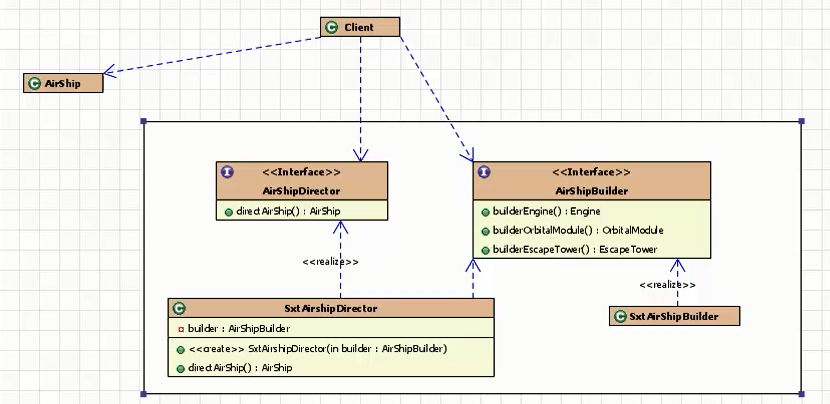 C Client
C AirShip
I <<Interface>>
AirShipDirector
directAirShip() : AirShip
I <<Interface>>
AirShipBuilder
builderEngine() : Engine
builderOrbitalModule() : OrbitalModule
builderEscapeTower() : EscapeTower
<<realize>>
<<realize>>
C SxtAirshipDirector
builder : AirShipBuilder
<<create>> SxtAirshipDirector(in builder : AirShipBuilder)
directAirShip() : AirShip
C SxtAirShipBuilder